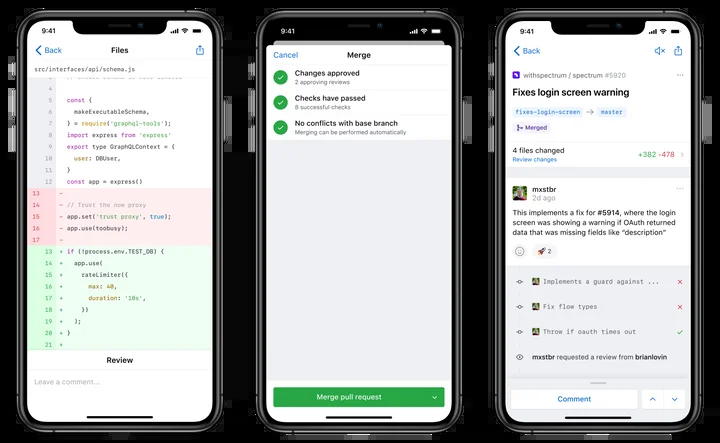 9:41
Back
Files
src/interfaces/api/schema.js
4
5 const {
6 makeExecutableSchema,
7 } = require('graphql-tools');
8 import express from 'express'
9 export type GraphQLContext = {
10 user: DBUser,
11 }
12 const app = express()
13 -
14 - // Trust the now proxy
15 - app.set('trust proxy', true);
16 - app.use(toobusy);
17 -
13 + if (!process.env.TEST_DB) {
14 + app.use(
15 + rateLimiter({
16 + max: 40,
17 + duration: '10s',
18 + })
19 + );
20 + }
21 +
Review
Leave a comment...
9:41
Cancel
Merge
Changes approved
2 approving reviews
Checks have passed
8 successful checks
No conflicts with base branch
Merging can be performed automatically
Merge pull request
9:41
Back
withspectrum / spectrum #5920
Fixes login screen warning
fixes-login-screen → master
Merged
4 files changed
+382 -478
Review changes
mxstbr
2d ago
This implements a fix for #5914, where the login
screen was showing a warning if OAuth returned
data that was missing fields like “description”
2
Implements a guard against ...
Fix flow types
Throw if oauth times out
mxstbr requested a review from brianlovin
Comment